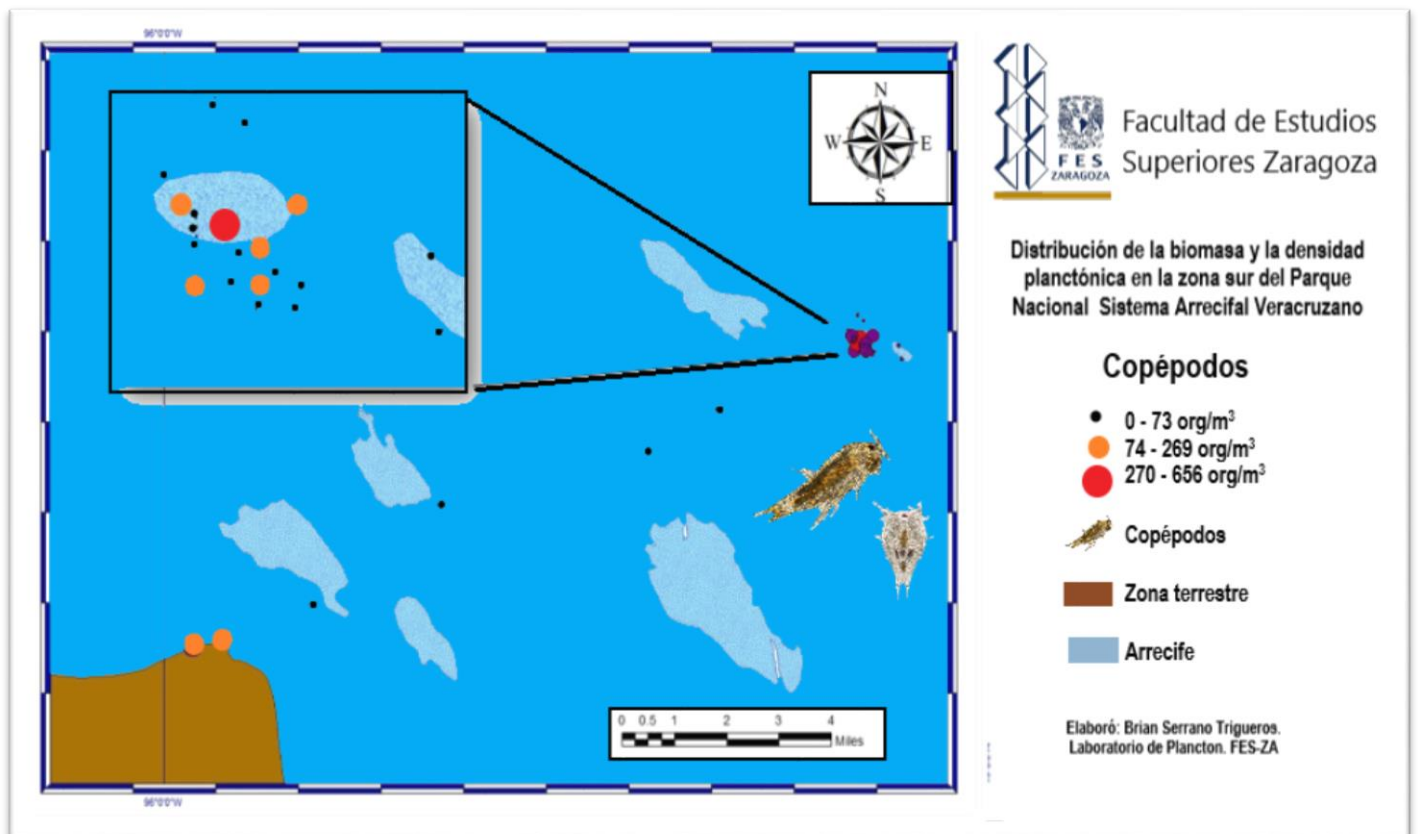 96°0'0"W
N
W E
S
0 0.5 1 2 3 4
Miles
96°0'0"W
FES
ZARAGOZA
Facultad de Estudios
Superiores Zaragoza
Distribución de la biomasa y la densidad
planctónica en la zona sur del Parque
Nacional Sistema Arrecifal Veracruzano
Copépodos
0 - 73 org/m³
74 - 269 org/m³
270 - 656 org/m³
Copépodos
Zona terrestre
Arrecife
Elaboró: Brian Serrano Trigueros.
Laboratorio de Plancton. FES-ZA